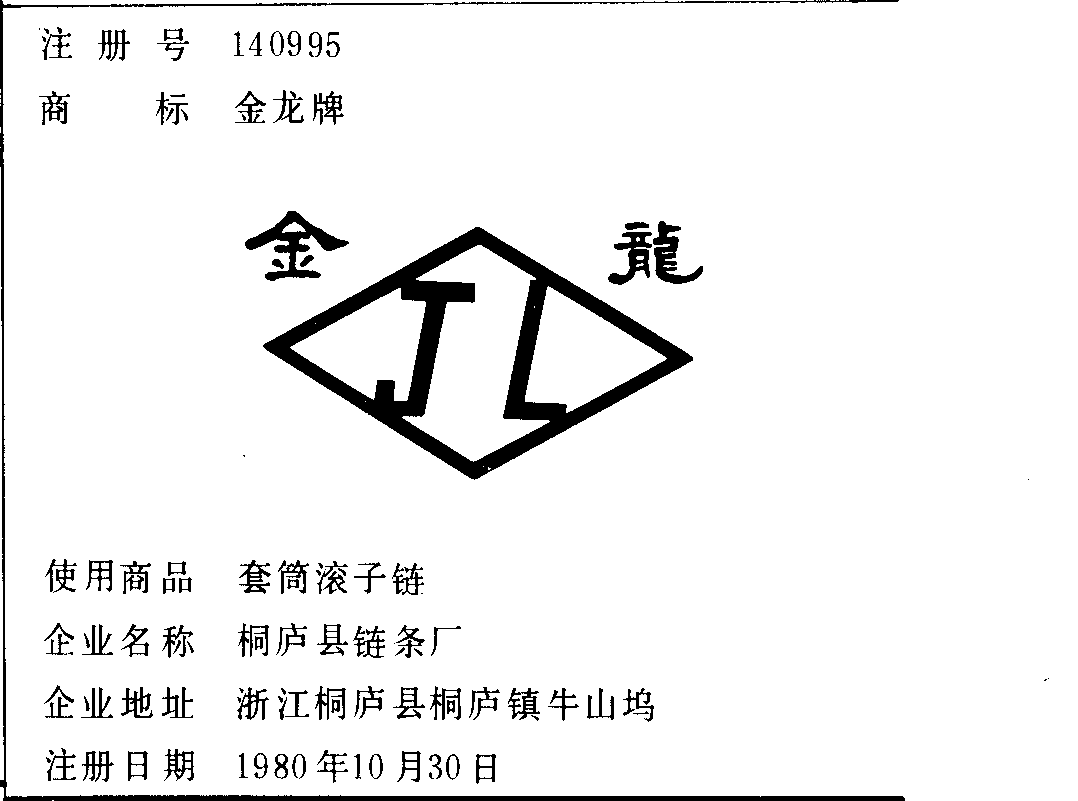 注册号 140995
商标 金龙牌
金 龍
JL
使用商品 套筒滚子链
企业名称 桐庐县链条厂
企业地址 浙江桐庐县桐庐镇牛山坞
注册日期 1980年10月30日